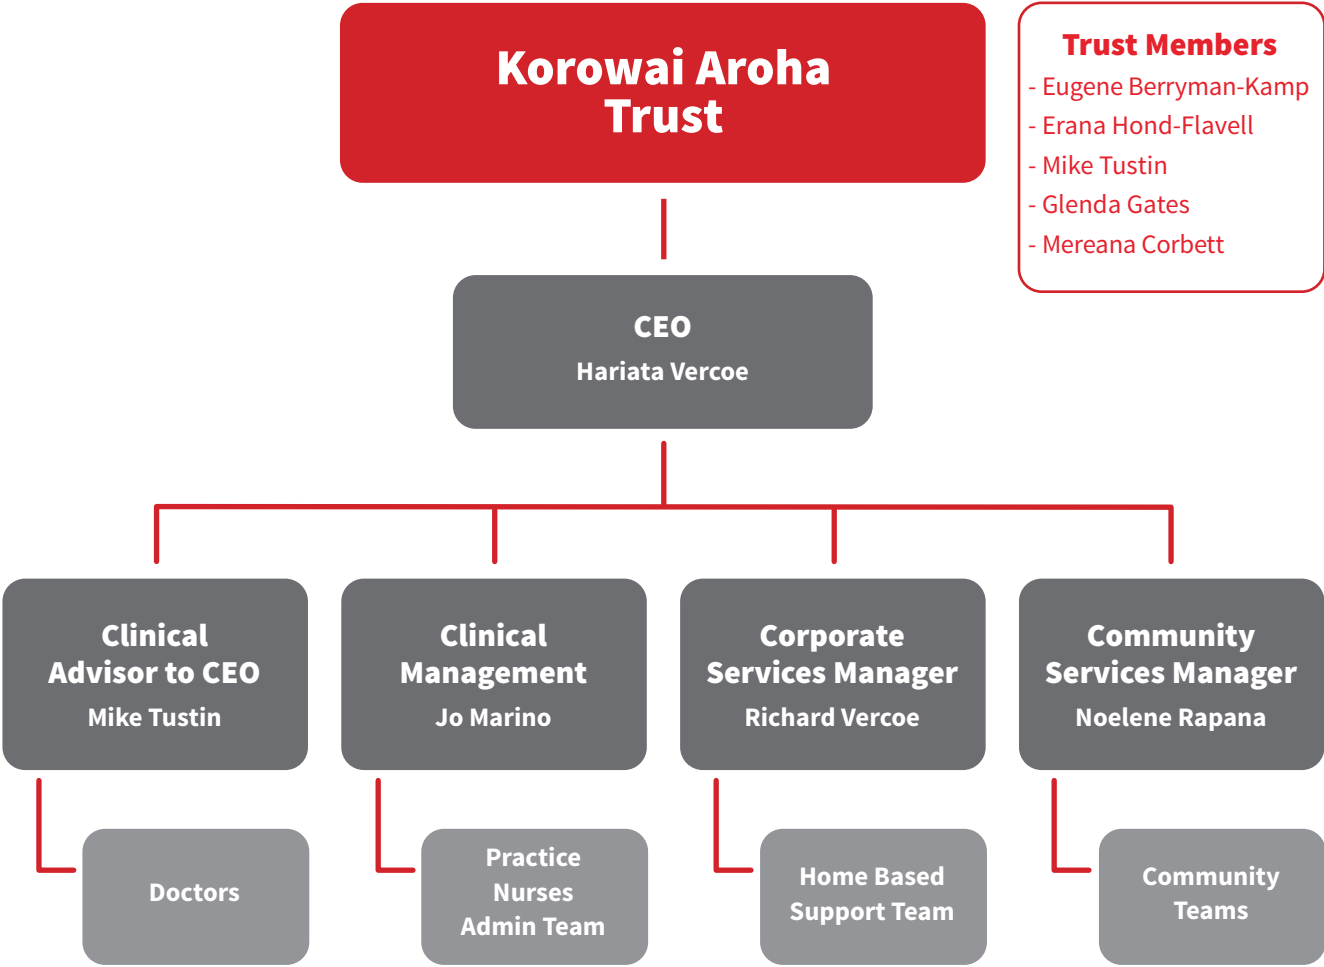 Korowai Aroha
Trust
Trust Members
- Eugene Berryman-Kamp
- Erana Hond-Flavell
- Mike Tustin
- Glenda Gates
- Mereana Corbett
CEO
Hariata Vercoe
Clinical
Advisor to CEO
Mike Tustin
Clinical
Management
Jo Marino
Corporate
Services Manager
Richard Vercoe
Community
Services Manager
Noelene Rapana
Doctors
Practice
Nurses
Admin Team
Home Based
Support Team
Community
Teams